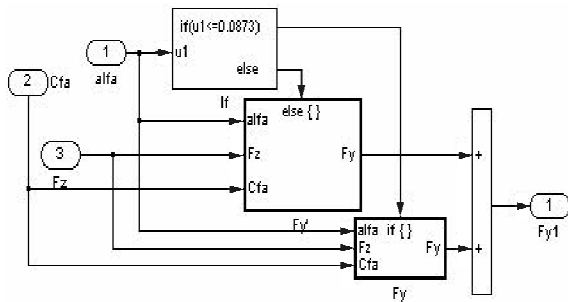 if(u1<=0.0873)
1
u1
alfa
else
2
Cfa
If
else { }
alfa
3
Fz
Fy
+
Fz
Cfa
1
Fy1
Fy'
alfa if { }
Fz
Fy
+
Cfa
Fy